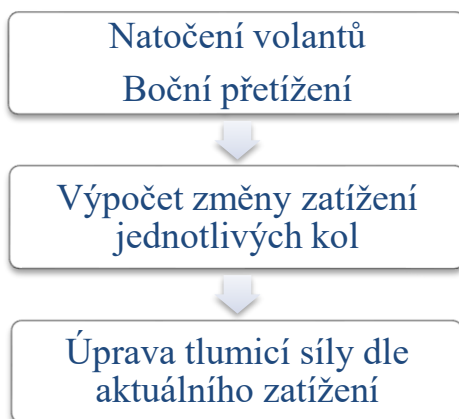 Natočení volantů
Boční přetížení
Výpočet změny zatížení
jednotlivých kol
Úprava tlumicí síly dle
aktuálního zatížení